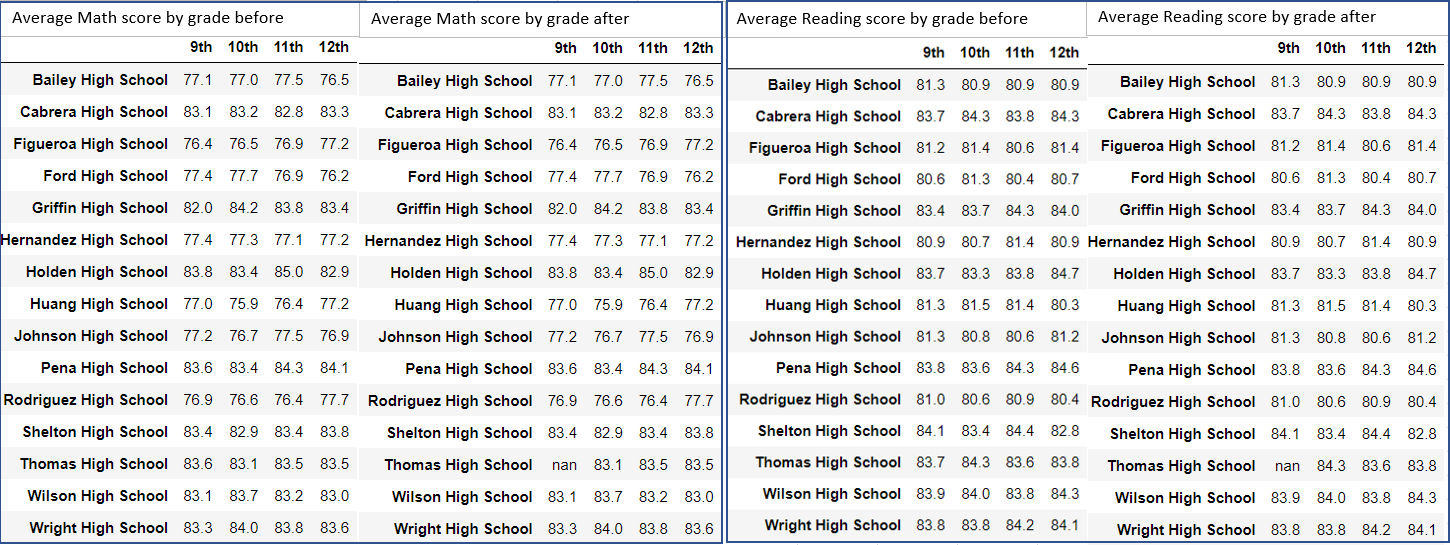 Average Math score by grade before
9th 10th 11th 12th
Bailey High School 77.1 77.0 77.5 76.5
Cabrera High School 83.1 83.2 82.8 83.3
Figueroa High School 76.4 76.5 76.9 77.2
Ford High School 77.4 77.7 76.9 76.2
Griffin High School 82.0 84.2 83.8 83.4
Hernandez High School 77.4 77.3 77.1 77.2
Holden High School 83.8 83.4 85.0 82.9
Huang High School 77.0 75.9 76.4 77.2
Johnson High School 77.2 76.7 77.5 76.9
Pena High School 83.6 83.4 84.3 84.1
Rodriguez High School 76.9 76.6 76.4 77.7
Shelton High School 83.4 82.9 83.4 83.8
Thomas High School 83.6 83.1 83.5 83.5
Wilson High School 83.1 83.7 83.2 83.0
Wright High School 83.3 84.0 83.8 83.6
Average Math score by grade after
9th 10th 11th 12th
Bailey High School 77.1 77.0 77.5 76.5
Cabrera High School 83.1 83.2 82.8 83.3
Figueroa High School 76.4 76.5 76.9 77.2
Ford High School 77.4 77.7 76.9 76.2
Griffin High School 82.0 84.2 83.8 83.4
Hernandez High School 77.4 77.3 77.1 77.2
Holden High School 83.8 83.4 85.0 82.9
Huang High School 77.0 75.9 76.4 77.2
Johnson High School 77.2 76.7 77.5 76.9
Pena High School 83.6 83.4 84.3 84.1
Rodriguez High School 76.9 76.6 76.4 77.7
Shelton High School 83.4 82.9 83.4 83.8
Thomas High School nan 83.1 83.5 83.5
Wilson High School 83.1 83.7 83.2 83.0
Wright High School 83.3 84.0 83.8 83.6
Average Reading score by grade before
9th 10th 11th 12th
Bailey High School 81.3 80.9 80.9 80.9
Cabrera High School 83.7 84.3 83.8 84.3
Figueroa High School 81.2 81.4 80.6 81.4
Ford High School 80.6 81.3 80.4 80.7
Griffin High School 83.4 83.7 84.3 84.0
Hernandez High School 80.9 80.7 81.4 80.9
Holden High School 83.7 83.3 83.8 84.7
Huang High School 81.3 81.5 81.4 80.3
Johnson High School 81.3 80.8 80.6 81.2
Pena High School 83.8 83.6 84.3 84.6
Rodriguez High School 81.0 80.6 80.9 80.4
Shelton High School 84.1 83.4 84.4 82.8
Thomas High School 83.7 84.3 83.6 83.8
Wilson High School 83.9 84.0 83.8 84.3
Wright High School 83.8 83.8 84.2 84.1
Average Reading score by grade after
9th 10th 11th 12th
Bailey High School 81.3 80.9 80.9 80.9
Cabrera High School 83.7 84.3 83.8 84.3
Figueroa High School 81.2 81.4 80.6 81.4
Ford High School 80.6 81.3 80.4 80.7
Griffin High School 83.4 83.7 84.3 84.0
Hernandez High School 80.9 80.7 81.4 80.9
Holden High School 83.7 83.3 83.8 84.7
Huang High School 81.3 81.5 81.4 80.3
Johnson High School 81.3 80.8 80.6 81.2
Pena High School 83.8 83.6 84.3 84.6
Rodriguez High School 81.0 80.6 80.9 80.4
Shelton High School 84.1 83.4 84.4 82.8
Thomas High School nan 84.3 83.6 83.8
Wilson High School 83.9 84.0 83.8 84.3
Wright High School 83.8 83.8 84.2 84.1